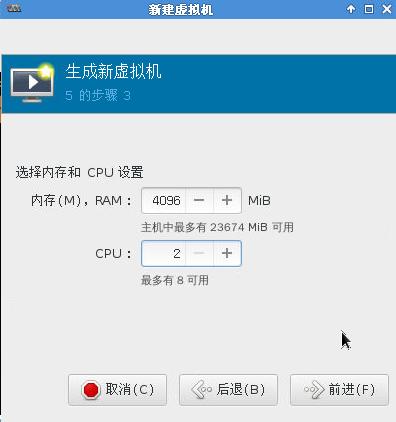 新建虚拟机
生成新虚拟机
5 的步骤 3
选择内存和 CPU 设置
内存(M)，RAM： 4096 － ＋ MiB
主机中最多有 23674 MiB 可用
CPU： 2 － ＋
最多有 8 可用
取消(C) 后退(B) 前进(F)